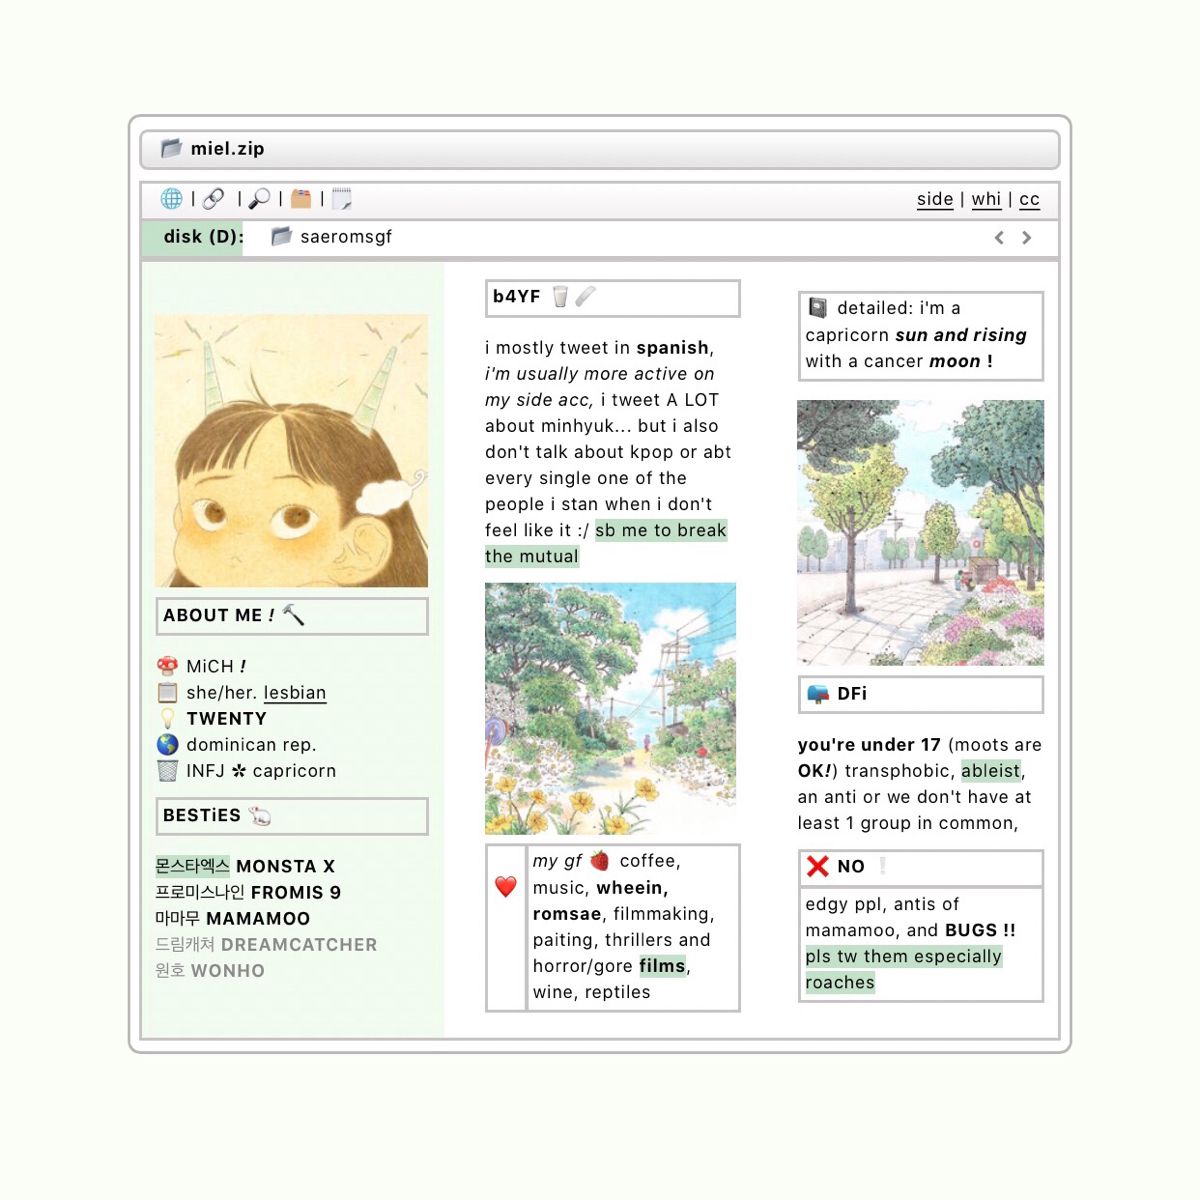 miel.zip
| | | |
side | whi | cc
disk (D): saeromsgf
ABOUT ME !
MiCH !
she/her. lesbian
TWENTY
dominican rep.
INFJ ✲ capricorn
BESTiES
몬스타엑스 MONSTA X
프로미스나인 FROMIS 9
마마무 MAMAMOO
드림캐쳐 DREAMCATCHER
원호 WONHO
b4YF
i mostly tweet in spanish,
i'm usually more active on
my side acc, i tweet A LOT
about minhyuk... but i also
don't talk about kpop or abt
every single one of the
people i stan when i don't
feel like it :/ sb me to break
the mutual
my gf 🍓 coffee,
music, wheein,
romsae, filmmaking,
paiting, thrillers and
horror/gore films,
wine, reptiles
detailed: i'm a
capricorn sun and rising
with a cancer moon !
DFi
you're under 17 (moots are
OK!) transphobic, ableist,
an anti or we don't have at
least 1 group in common,
❌ NO ❕
edgy ppl, antis of
mamamoo, and BUGS !!
pls tw them especially
roaches